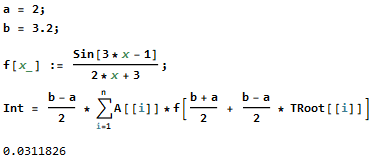 a = 2;
b = 3.2;
f[x_] := Sin[3 * x - 1] / 2 * x + 3 ;
Int = b - a / 2 * ∑ n i=1 A[[i]] * f[ b + a / 2 + b - a / 2 * TRoot[[i]] ]
0.0311826